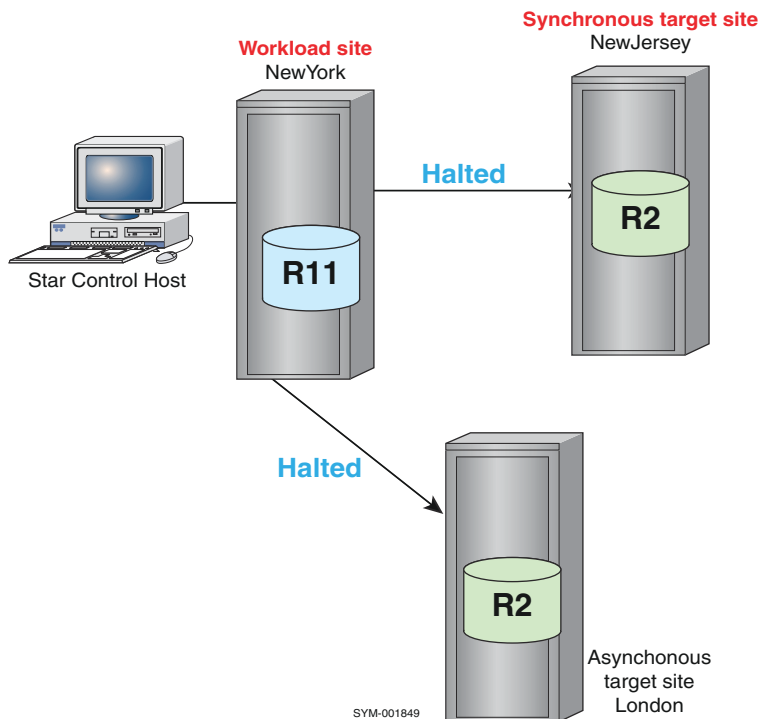 Synchronous target site
NewJersey
Workload site
NewYork
Halted
R2
R11
Star Control Host
Halted
R2
Asynchonous
target site
London
SYM-001849